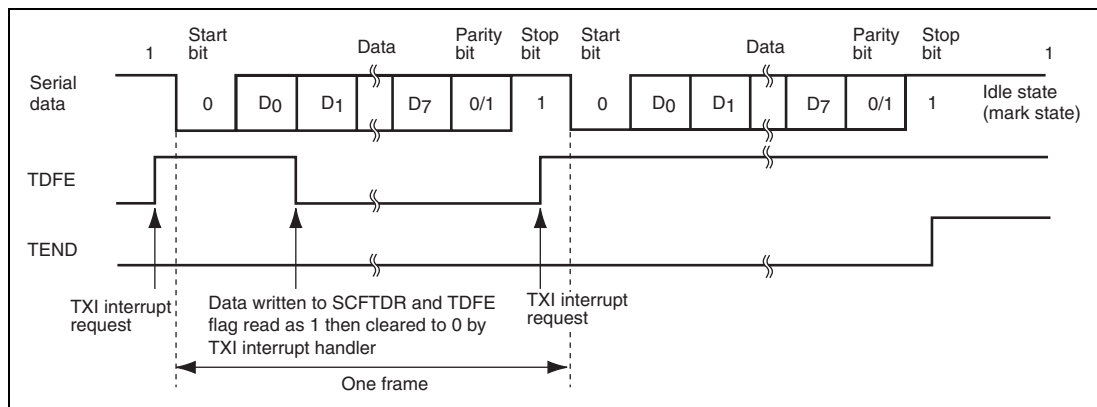 1 Start bit Data Parity bit Stop bit Start bit Data Parity bit Stop bit 1
Serial data 0 D0 D1 D7 0/1 1 0 D0 D1 D7 0/1 1 Idle state (mark state)
TDFE
TEND
TXI interrupt request
Data written to SCFTDR and TDFE
flag read as 1 then cleared to 0 by
TXI interrupt handler
TXI interrupt request
One frame